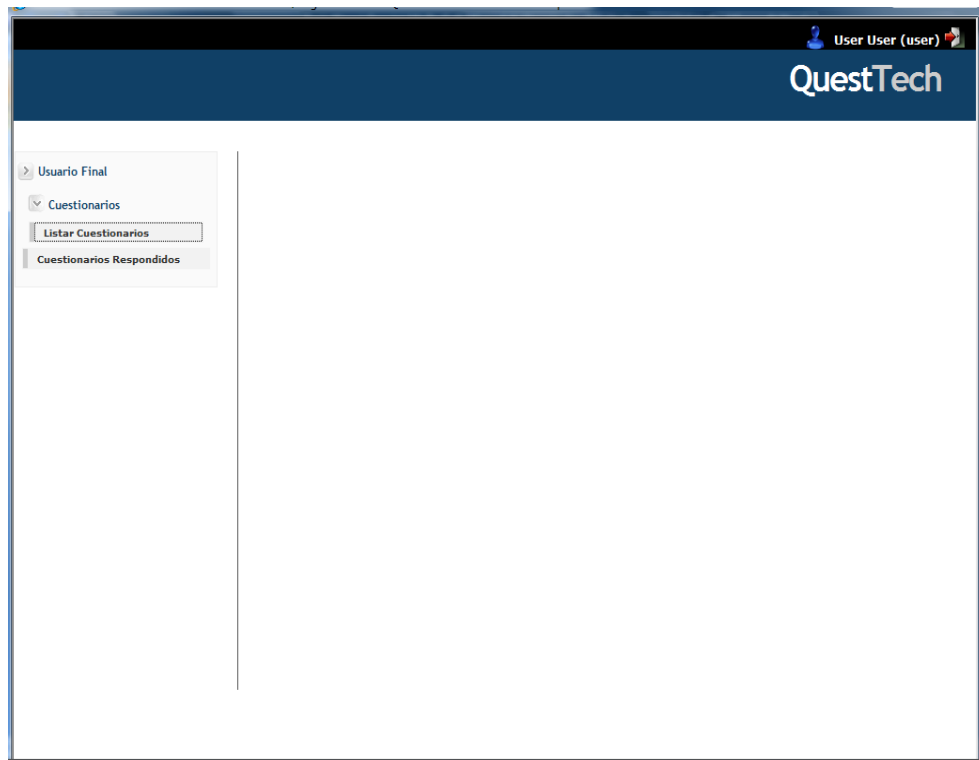 User User (user)
QuestTech
Usuario Final
Cuestionarios
Listar Cuestionarios
Cuestionarios Respondidos